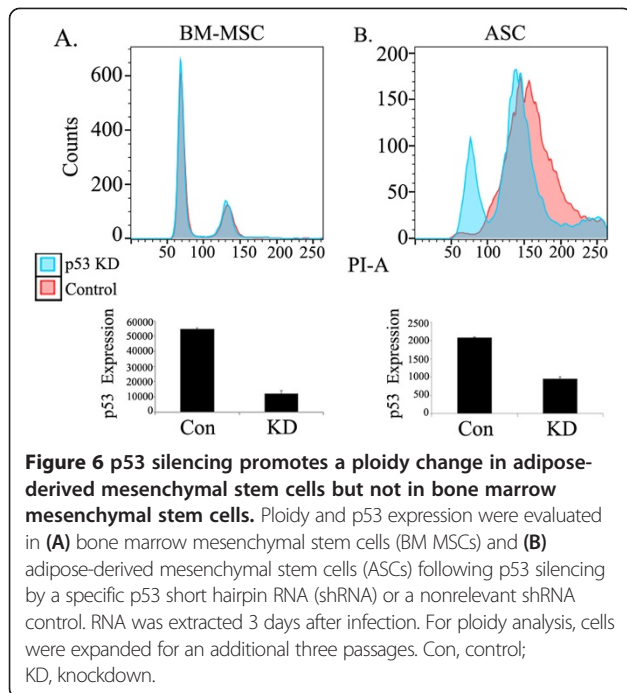 A. BM-MSC
B. ASC
Counts
600
400
200
0
0 50 100 150 200 250
200
150
100
50
0
50 100 150 200 250
PI-A
p53 KD
Control
p53 Expression
60000
50000
40000
30000
20000
10000
0
Con KD
p53 Expression
2500
2000
1500
1000
500
0
Con KD
Figure 6 p53 silencing promotes a ploidy change in adipose-
derived mesenchymal stem cells but not in bone marrow
mesenchymal stem cells. Ploidy and p53 expression were evaluated
in (A) bone marrow mesenchymal stem cells (BM MSCs) and (B)
adipose-derived mesenchymal stem cells (ASCs) following p53 silencing
by a specific p53 short hairpin RNA (shRNA) or a nonrelevant shRNA
control. RNA was extracted 3 days after infection. For ploidy analysis, cells
were expanded for an additional three passages. Con, control;
KD, knockdown.